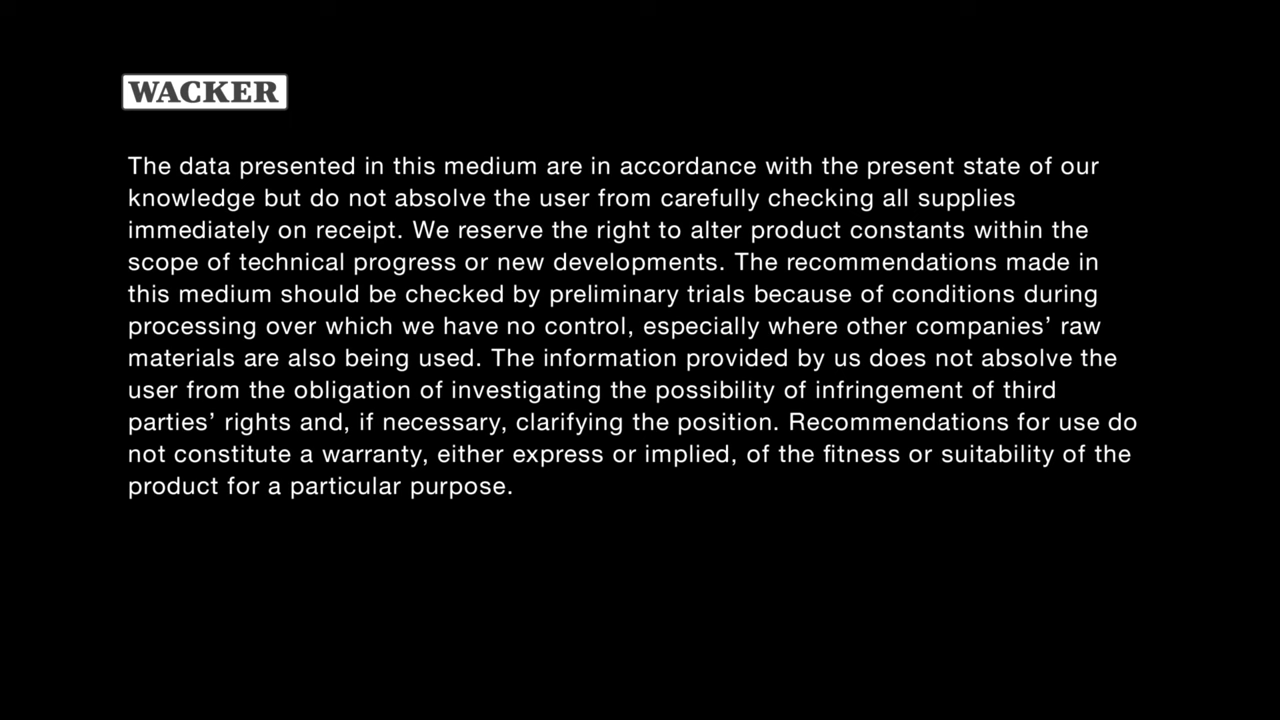 WACKER
The data presented in this medium are in accordance with the present state of our
knowledge but do not absolve the user from carefully checking all supplies
immediately on receipt. We reserve the right to alter product constants within the
scope of technical progress or new developments. The recommendations made in
this medium should be checked by preliminary trials because of conditions during
processing over which we have no control, especially where other companies’ raw
materials are also being used. The information provided by us does not absolve the
user from the obligation of investigating the possibility of infringement of third
parties’ rights and, if necessary, clarifying the position. Recommendations for use do
not constitute a warranty, either express or implied, of the fitness or suitability of the
product for a particular purpose.